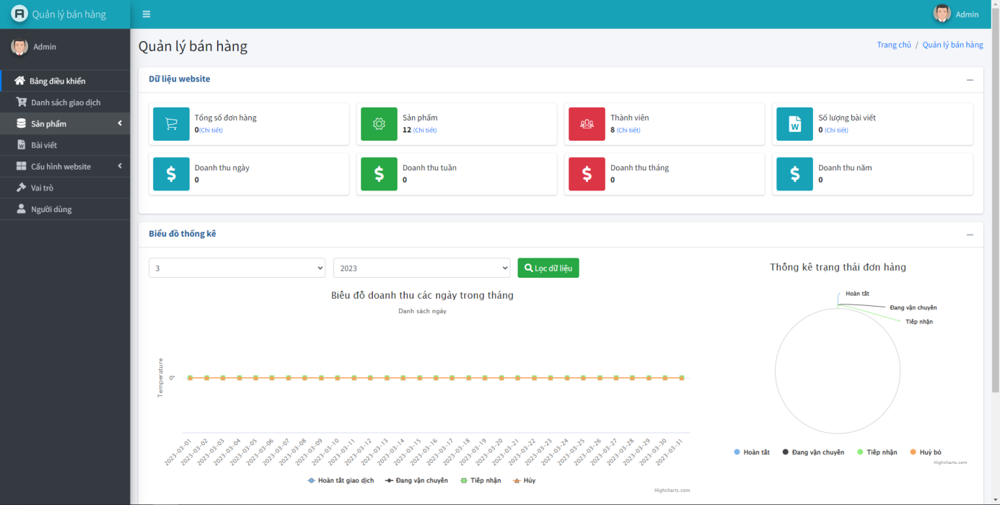 Quản lý bán hàng
Admin
Admin
Bảng điều khiển
Danh sách giao dịch
Sản phẩm
Bài viết
Cấu hình website
Vai trò
Người dùng
Quản lý bán hàng
Trang chủ / Quản lý bán hàng
Dữ liệu website
Tổng số đơn hàng
0(Chi tiết)
Sản phẩm
12 (Chi tiết)
Thành viên
8 (Chi tiết)
Số lượng bài viết
0 (Chi tiết)
Doanh thu ngày
0
Doanh thu tuần
0
Doanh thu tháng
0
Doanh thu năm
0
Biểu đồ thống kê
3
2023
Lọc dữ liệu
Biểu đồ doanh thu các ngày trong tháng
Danh sách ngày
Temperature
0°
2023-03-01
2023-03-02
2023-03-03
2023-03-04
2023-03-05
2023-03-06
2023-03-07
2023-03-08
2023-03-09
2023-03-10
2023-03-11
2023-03-12
2023-03-13
2023-03-14
2023-03-15
2023-03-16
2023-03-17
2023-03-18
2023-03-19
2023-03-20
2023-03-21
2023-03-22
2023-03-23
2023-03-24
2023-03-25
2023-03-26
2023-03-27
2023-03-28
2023-03-29
2023-03-30
2023-03-31
Hoàn tất giao dịch Đang vận chuyển Tiếp nhận Hủy
Highcharts.com
Thống kê trạng thái đơn hàng
Hoàn tất
Đang vận chuyển
Tiếp nhận
Hoàn tất Đang vận chuyển Tiếp nhận Huỷ bỏ
Highcharts.com